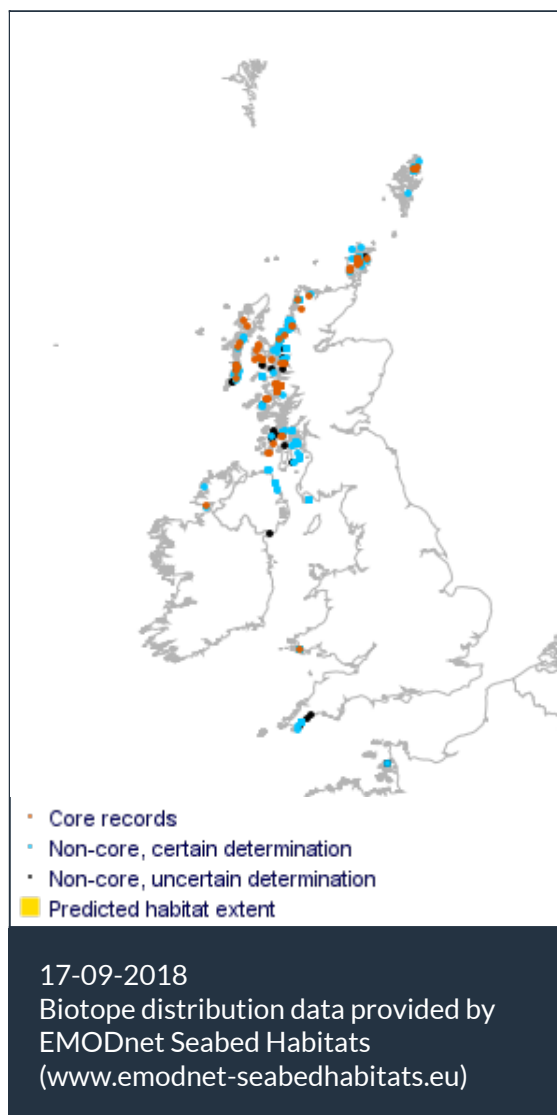 Core records
Non-core, certain determination
Non-core, uncertain determination
Predicted habitat extent
17-09-2018
Biotope distribution data provided by
EMODnet Seabed Habitats
(www.emodnet-seabedhabitats.eu)